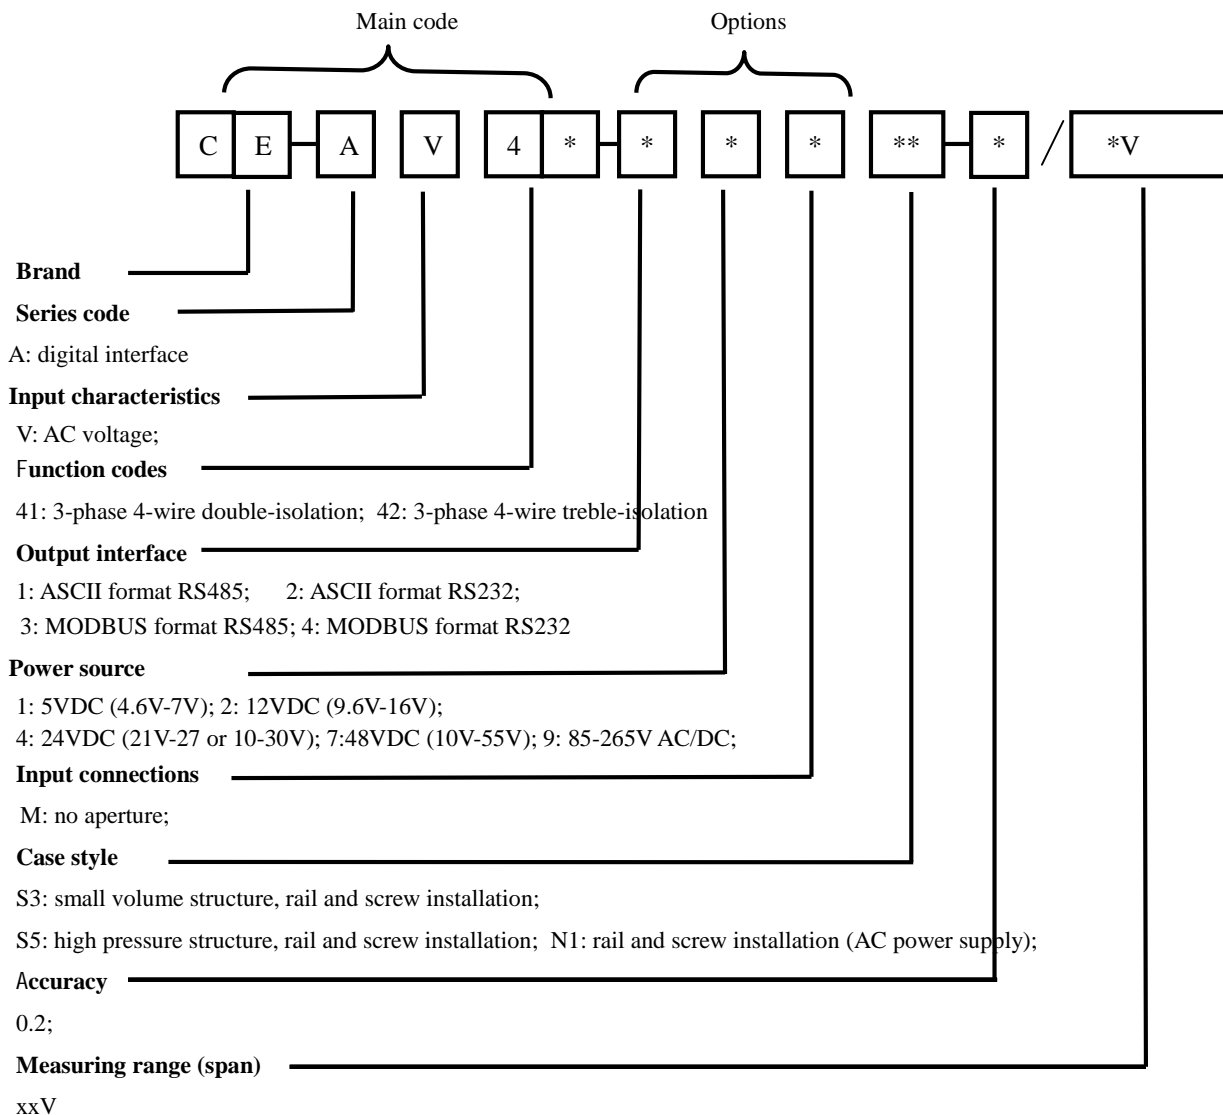 Main code Options
C E A V 4 * * * * ** * / *V
Brand
Series code
A: digital interface
Input characteristics
V: AC voltage;
Function codes
41: 3-phase 4-wire double-isolation; 42: 3-phase 4-wire treble-isolation
Output interface
1: ASCII format RS485; 2: ASCII format RS232;
3: MODBUS format RS485; 4: MODBUS format RS232
Power source
1: 5VDC (4.6V-7V); 2: 12VDC (9.6V-16V);
4: 24VDC (21V-27 or 10-30V); 7:48VDC (10V-55V); 9: 85-265V AC/DC;
Input connections
M: no aperture;
Case style
S3: small volume structure, rail and screw installation;
S5: high pressure structure, rail and screw installation; N1: rail and screw installation (AC power supply);
Accuracy
0.2;
Measuring range (span)
xxV